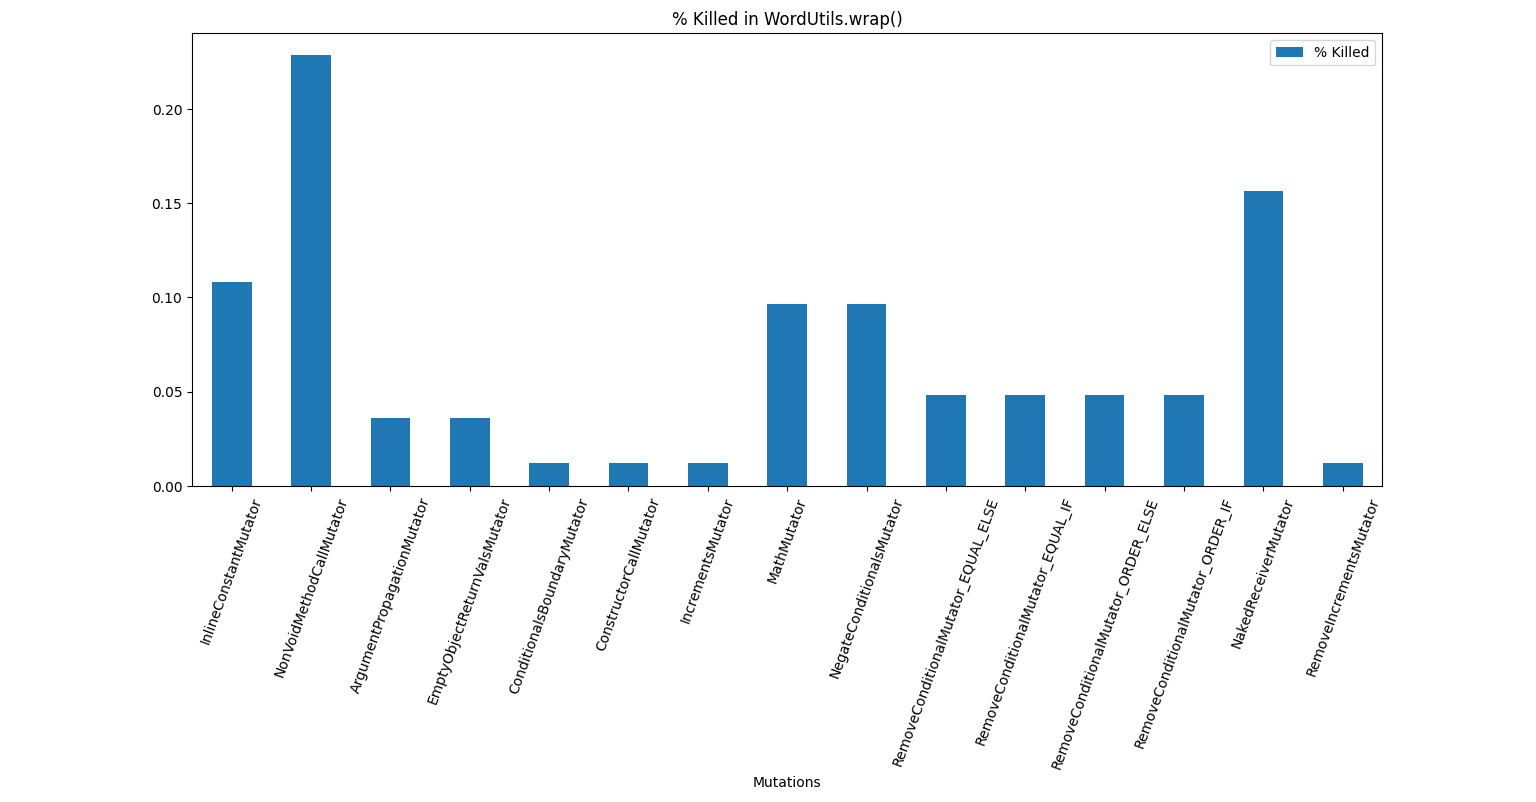 % Killed in WordUtils.wrap()
% Killed
0.20
0.15
0.10
0.05
0.00
InlineConstantMutator
NonVoidMethodCallMutator
ArgumentPropagationMutator
EmptyObjectReturnValsMutator
ConditionalsBoundaryMutator
ConstructorCallMutator
IncrementsMutator
MathMutator
NegateConditionalsMutator
RemoveConditionalMutator_EQUAL_ELSE
RemoveConditionalMutator_EQUAL_IF
RemoveConditionalMutator_ORDER_ELSE
RemoveConditionalMutator_ORDER_IF
NakedReceiverMutator
RemoveIncrementsMutator
Mutations